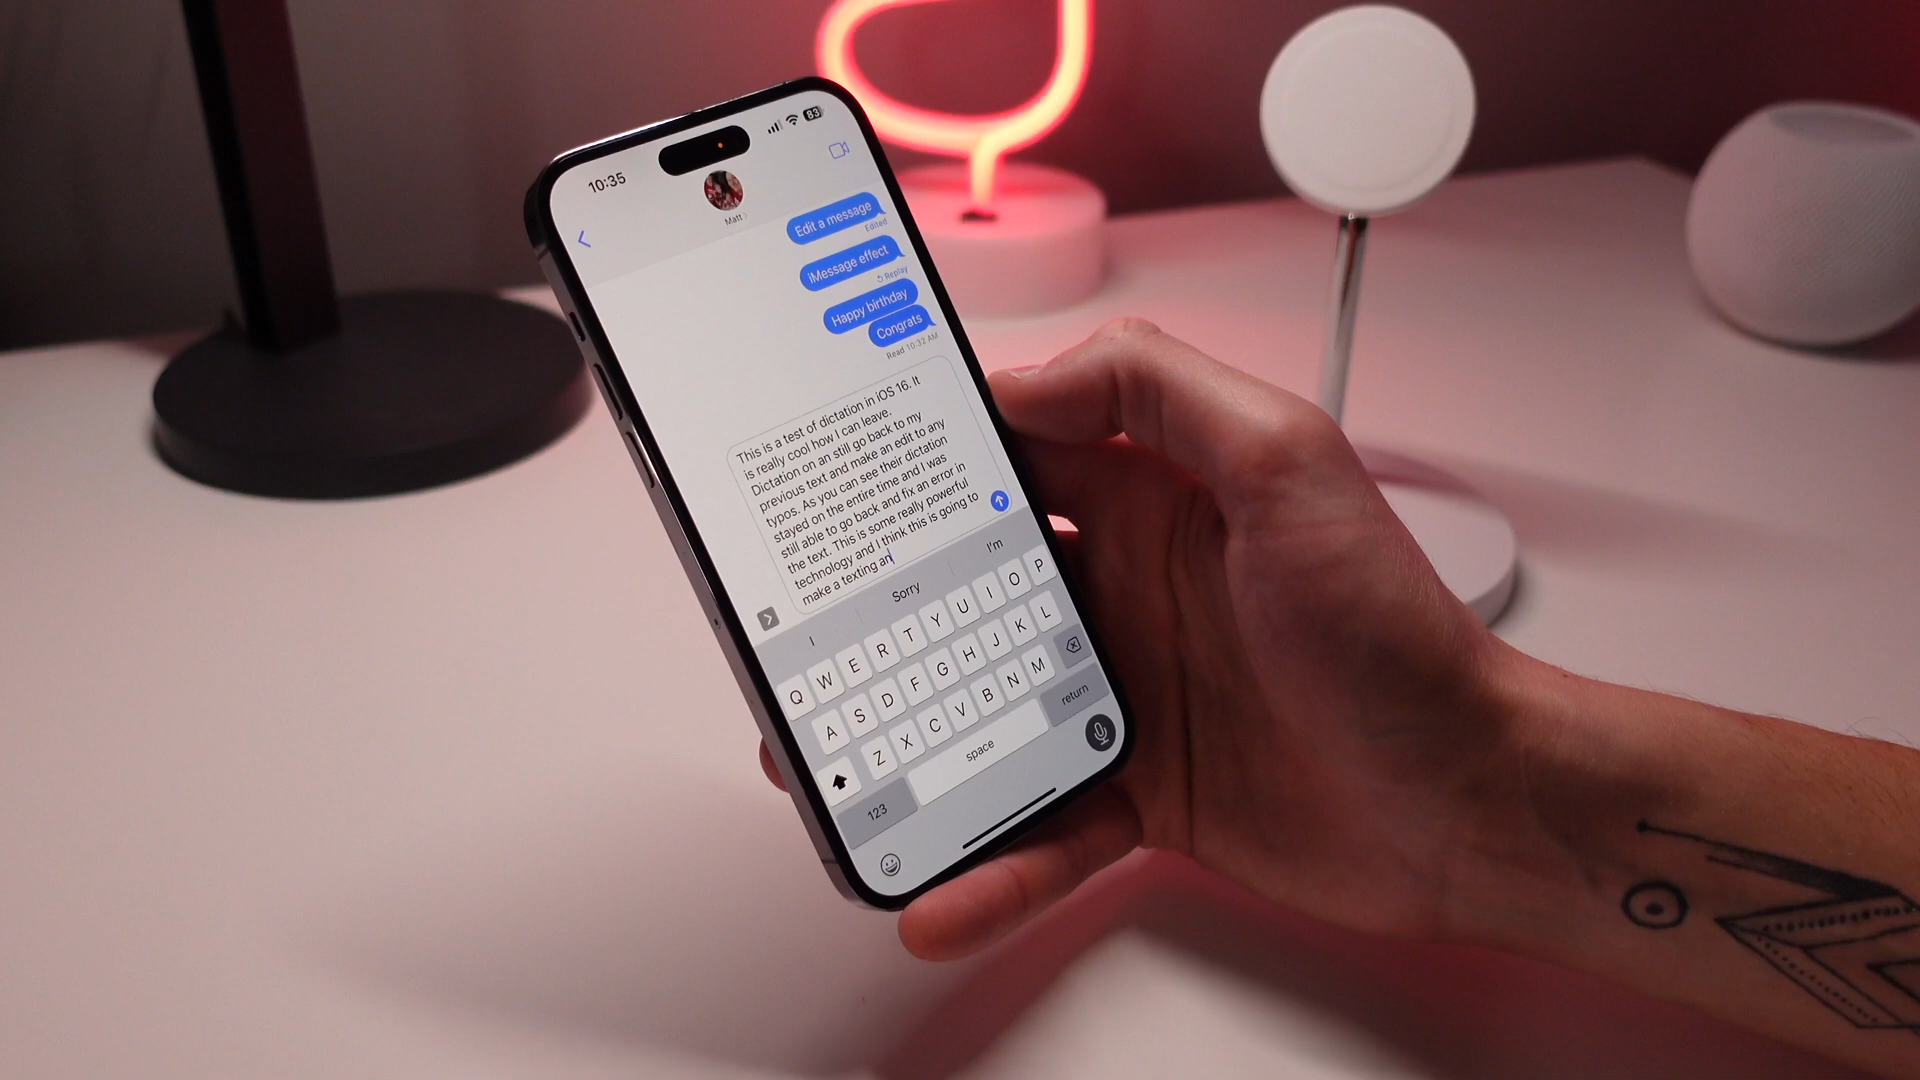 10:35
83
Matt
Edit a message
Edited
iMessage effect
Replay
Happy birthday
Congrats
Read 10:32 AM
This is a test of dictation in iOS 16. It
is really cool how I can leave.
Dictation on an still go back to my
previous text and make an edit to any
typos. As you can see their dictation
stayed on the entire time and I was
still able to go back and fix an error in
the text. This is some really powerful
technology and I think this is going to
make a texting an
I
Sorry
I'm
Q W E R T Y U I O P
A S D F G H J K L
Z X C V B N M
123
space
return